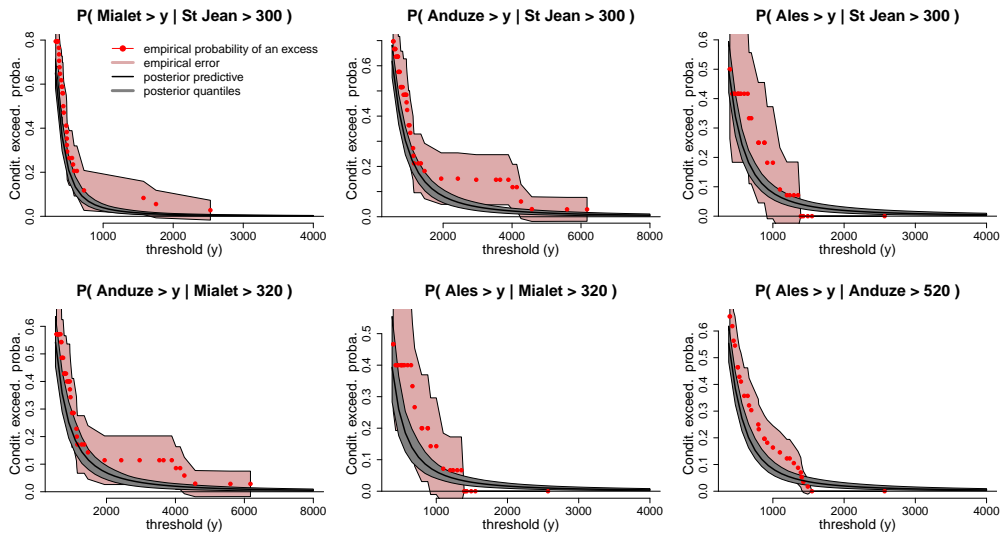 P( Mialet > y | St Jean > 300 )
Condit. exceed. proba.
0.0
0.2
0.4
0.6
0.8
empirical probability of an excess
empirical error
posterior predictive
posterior quantiles
1000
2000
3000
4000
threshold (y)
P( Anduze > y | St Jean > 300 )
Condit. exceed. proba.
0.0
0.2
0.4
0.6
0.8
2000
4000
6000
8000
threshold (y)
P( Ales > y | St Jean > 300 )
Condit. exceed. proba.
0.0
0.1
0.2
0.3
0.4
0.5
0.6
1000
2000
3000
4000
threshold (y)
P( Anduze > y | Mialet > 320 )
Condit. exceed. proba.
0.0
0.1
0.2
0.3
0.4
0.5
0.6
2000
4000
6000
8000
threshold (y)
P( Ales > y | Mialet > 320 )
Condit. exceed. proba.
0.0
0.1
0.2
0.3
0.4
0.5
1000
2000
3000
4000
threshold (y)
P( Ales > y | Anduze > 520 )
Condit. exceed. proba.
0.0
0.1
0.2
0.3
0.4
0.5
0.6
1000
2000
3000
4000
threshold (y)